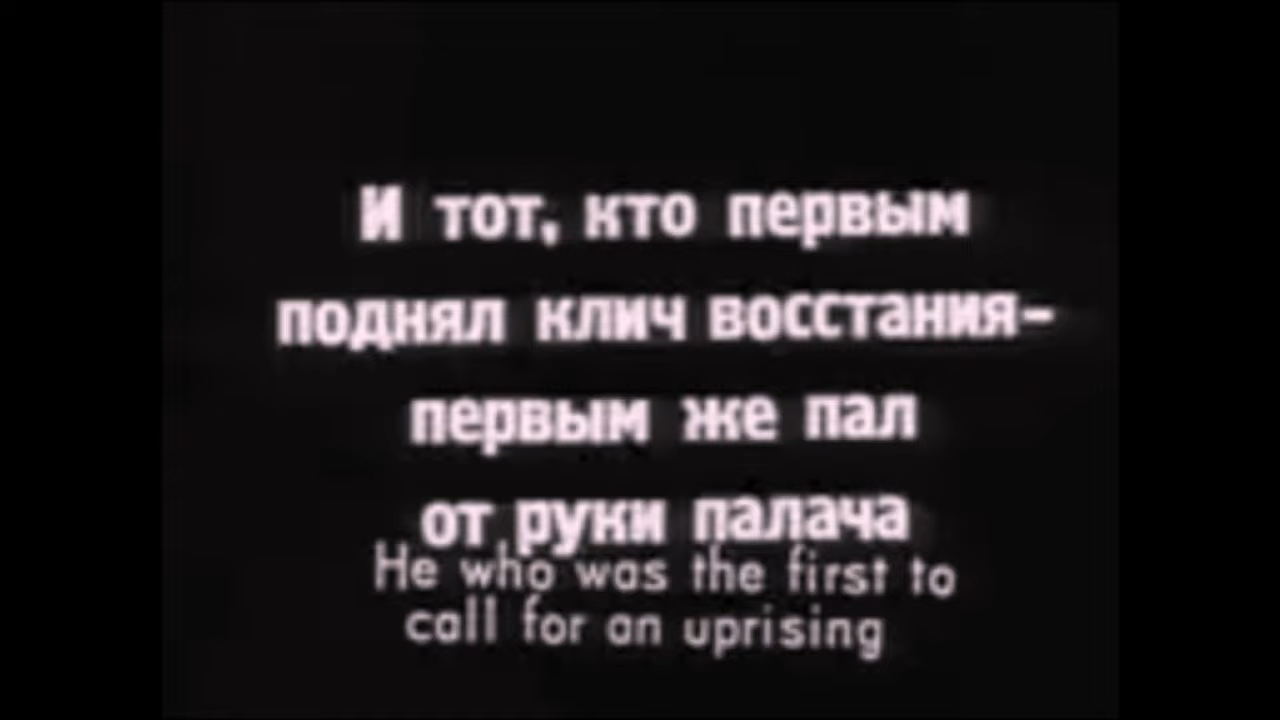 И тот, кто первым
поднял клич восстания–
первым же пал
от руки палача
He who was the first to
call for an uprising